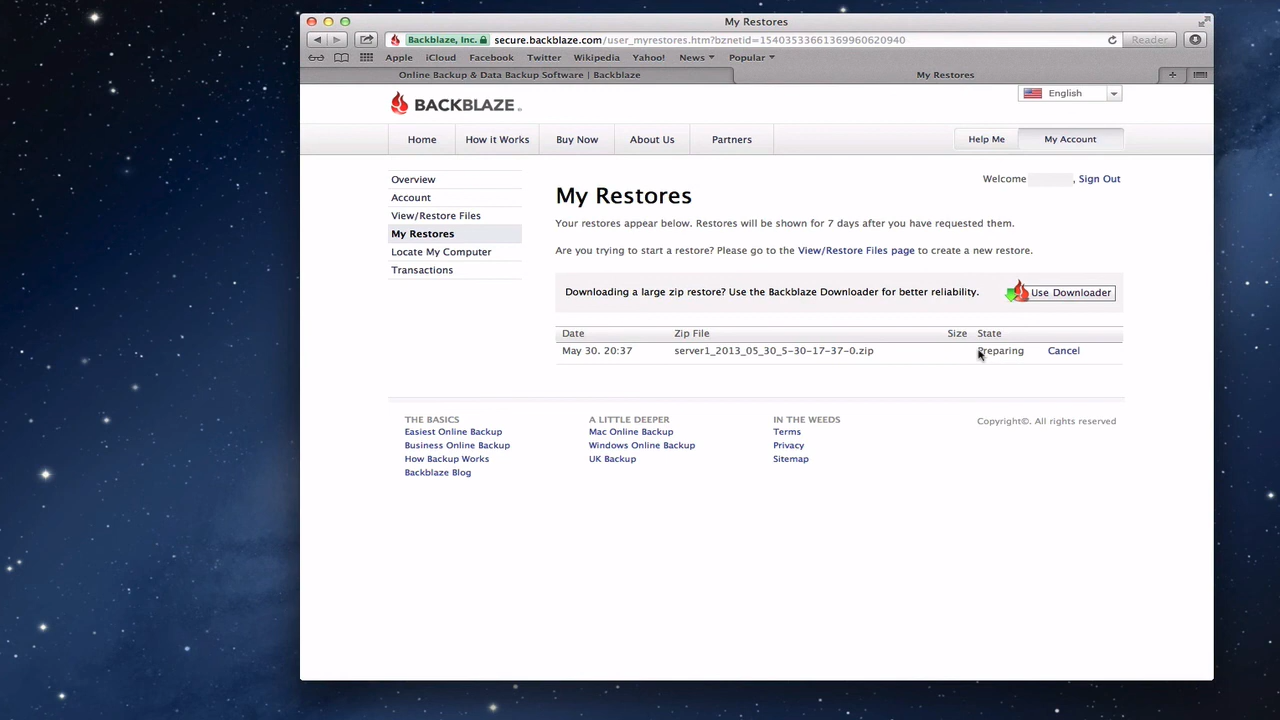 My Restores
Backblaze, Inc. secure.backblaze.com/user_myrestores.htm?bznetid=15403533661369960620940 Reader
Apple iCloud Facebook Twitter Wikipedia Yahoo! News Popular
Online Backup & Data Backup Software | Backblaze My Restores +
BACKBLAZE English
Home How it Works Buy Now About Us Partners Help Me My Account
Welcome , Sign Out
Overview
Account
View/Restore Files
My Restores
Locate My Computer
Transactions
My Restores
Your restores appear below. Restores will be shown for 7 days after you have requested them.
Are you trying to start a restore? Please go to the View/Restore Files page to create a new restore.
Downloading a large zip restore? Use the Backblaze Downloader for better reliability. Use Downloader
Date Zip File Size State
May 30. 20:37 server1_2013_05_30_5-30-17-37-0.zip Preparing Cancel
THE BASICS
Easiest Online Backup
Business Online Backup
How Backup Works
Backblaze Blog
A LITTLE DEEPER
Mac Online Backup
Windows Online Backup
UK Backup
IN THE WEEDS
Terms
Privacy
Sitemap
Copyright©. All rights reserved